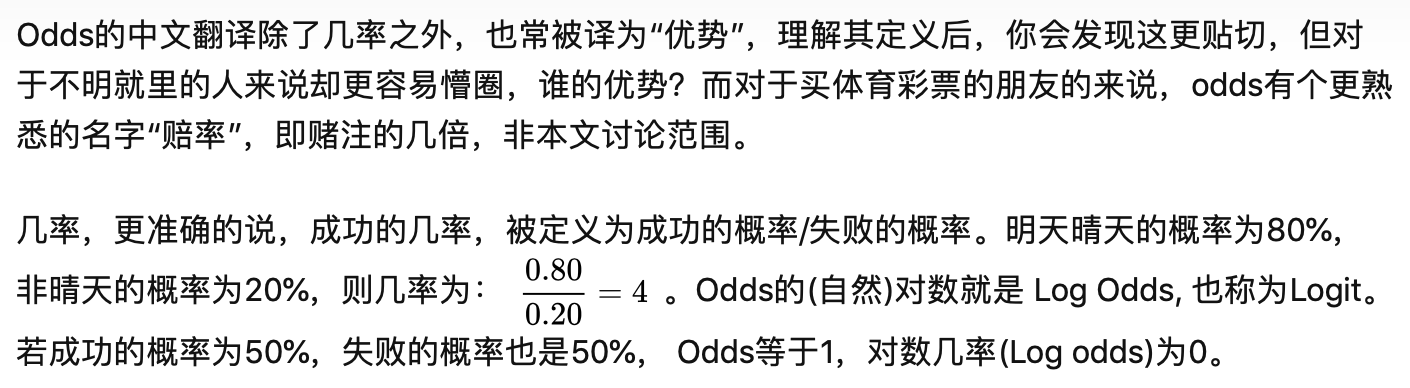 Odds的中文翻译除了几率之外，也常被译为“优势”，理解其定义后，你会发现这更贴切，但对
于不明就里的人来说却更容易懵圈，谁的优势？而对于买体育彩票的朋友的来说，odds有个更熟
悉的名字“赔率”，即赌注的几倍，非本文讨论范围。
几率，更准确的说，成功的几率，被定义为成功的概率/失败的概率。明天晴天的概率为80%，
非晴天的概率为20%，则几率为： 0.80/0.20 = 4 。Odds的(自然)对数就是 Log Odds, 也称为Logit。
若成功的概率为50%，失败的概率也是50%， Odds等于1，对数几率(Log odds)为0。